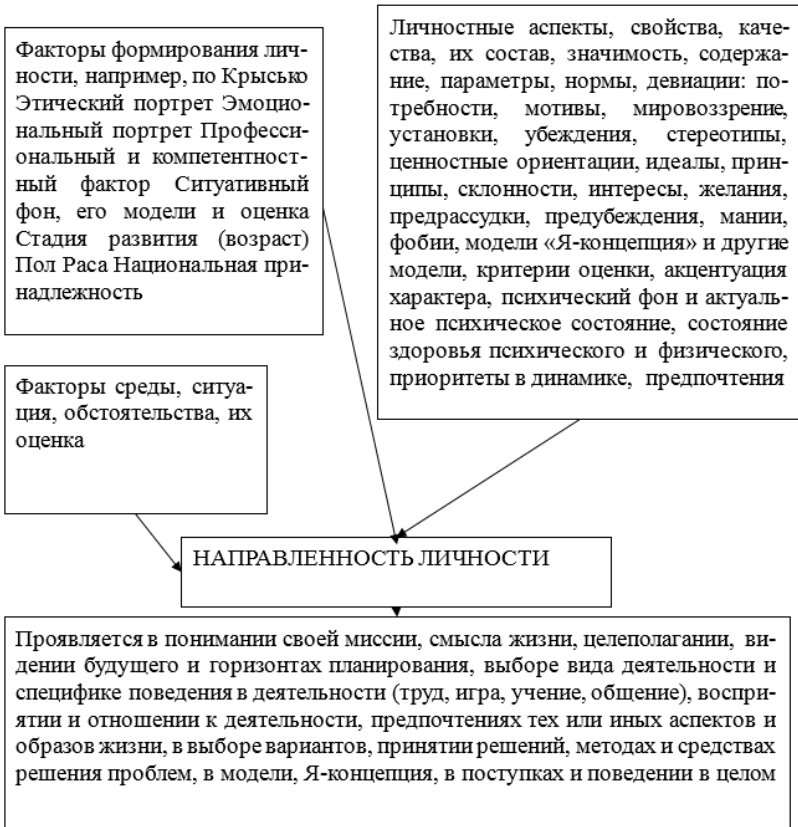 Факторы формирования лич-
ности, например, по Крысько
Этический портрет Эмоцио-
нальный портрет Професси-
ональный и компетентност-
ный фактор Ситуативный
фон, его модели и оценка
Стадия развития (возраст)
Пол Раса Национальная при-
надлежность
Личностные аспекты, свойства, каче-
ства, их состав, значимость, содержа-
ние, параметры, нормы, девиации: по-
требности, мотивы, мировоззрение,
установки, убеждения, стереотипы,
ценностные ориентации, идеалы, прин-
ципы, склонности, интересы, желания,
предрассудки, предубеждения, мании,
фобии, модели «Я-концепция» и другие
модели, критерии оценки, акцентуация
характера, психический фон и актуаль-
ное психическое состояние, состояние
здоровья психического и физического,
приоритеты в динамике, предпочтения
Факторы среды, ситуа-
ция, обстоятельства, их
оценка
НАПРАВЛЕННОСТЬ ЛИЧНОСТИ
Проявляется в понимании своей миссии, смысла жизни, целеполагании, ви-
дении будущего и горизонтах планирования, выборе вида деятельности и
специфике поведения в деятельности (труд, игра, учение, общение), воспри-
ятии и отношении к деятельности, предпочтениях тех или иных аспектов и
образов жизни, в выборе вариантов, принятии решений, методах и средствах
решения проблем, в модели, Я-концепция, в поступках и поведении в целом